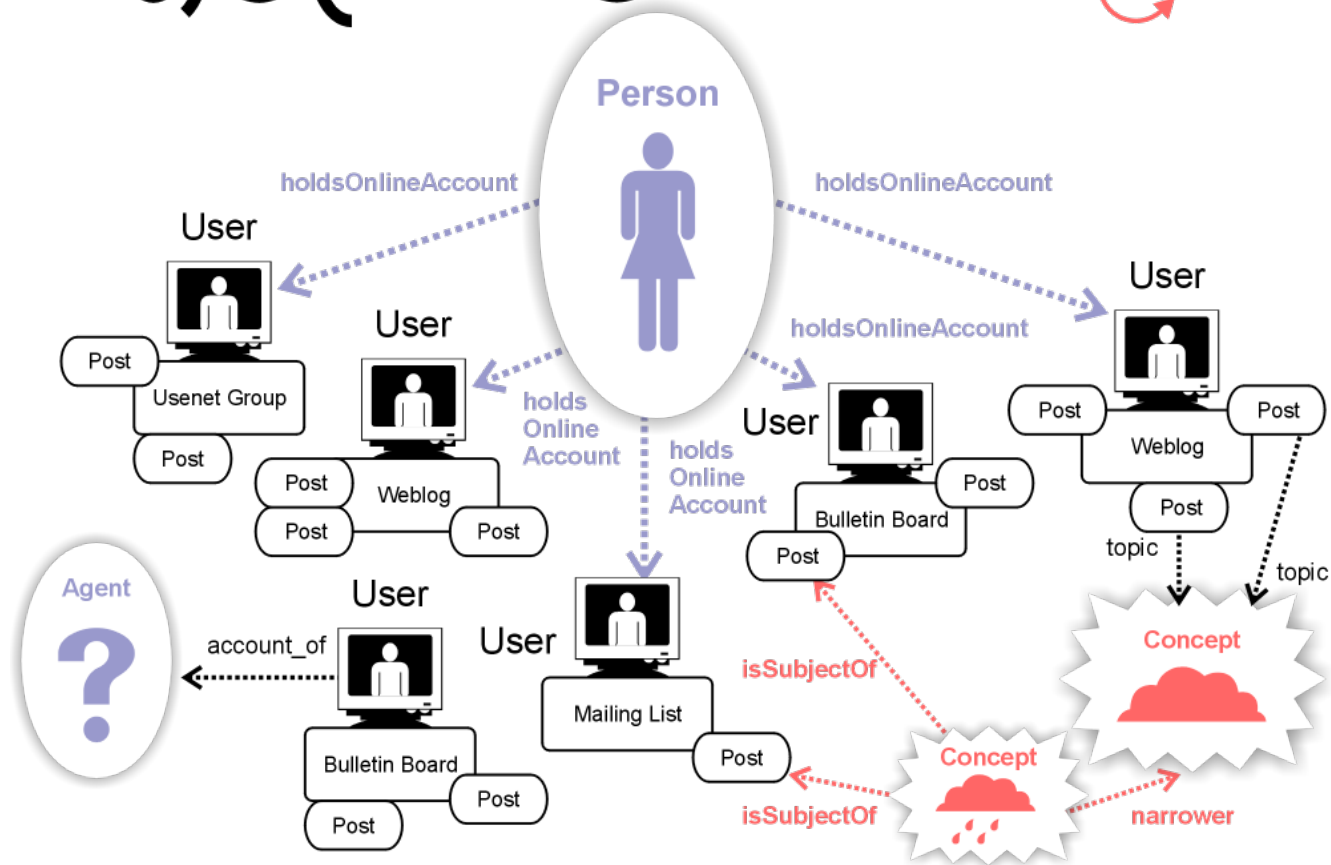 Person
holdsOnlineAccount
holdsOnlineAccount
User
User
User
holdsOnlineAccount
Post
Usenet Group
Post
holds
Online
Account
User
Post
Weblog
Post
Post
Post
Weblog
Post
Post
holds
Online
Account
Post
Bulletin Board
Post
topic
topic
Agent
User
account_of
User
Concept
isSubjectOf
Mailing List
Post
Bulletin Board
Post
Post
Concept
isSubjectOf
narrower